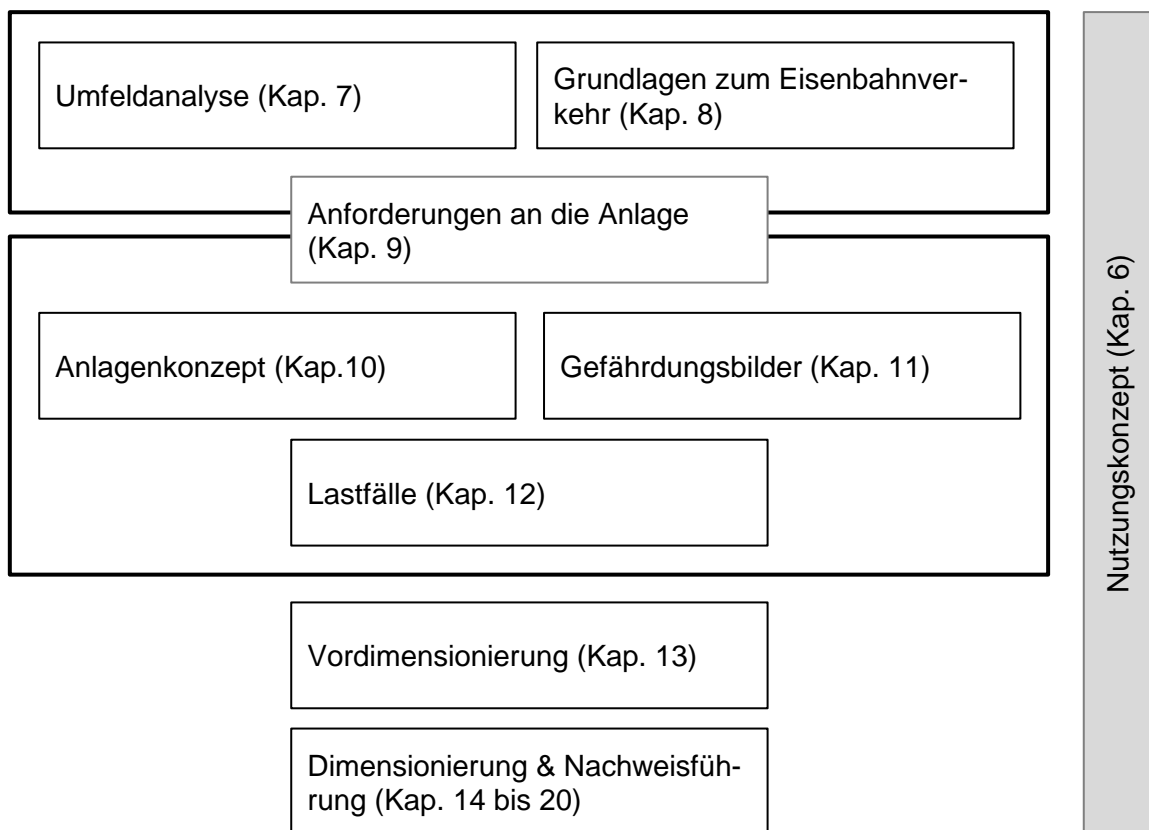 Umfeldanalyse (Kap. 7)
Grundlagen zum Eisenbahnver-
kehr (Kap. 8)
Anforderungen an die Anlage
(Kap. 9)
Anlagenkonzept (Kap.10)
Gefährdungsbilder (Kap. 11)
Lastfälle (Kap. 12)
Vordimensionierung (Kap. 13)
Dimensionierung & Nachweisfüh-
rung (Kap. 14 bis 20)
Nutzungskonzept (Kap. 6)